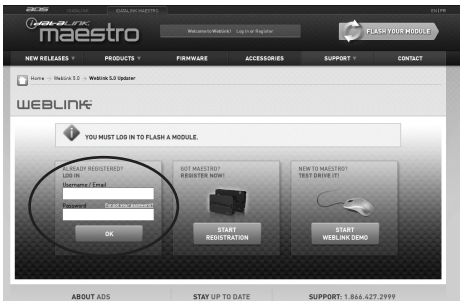 ADS IDATALINK IDATALINK MAESTRO EN | FR
iDataLink
maestro
Welcome to Weblink! Log In or Register
FLASH YOUR MODULE
NEW RELEASES PRODUCTS FIRMWARE ACCESSORIES SUPPORT CONTACT
Home Weblink 5.0 Weblink 5.0 Updater
WEBLINK
YOU MUST LOG IN TO FLASH A MODULE.
ALREADY REGISTERED?
LOG IN
Username / Email
Password Forgot your password?
OK
GOT MAESTRO?
REGISTER NOW!
START
REGISTRATION
NEW TO MAESTRO?
TEST DRIVE IT!
START
WEBLINK DEMO
ABOUT ADS STAY UP TO DATE SUPPORT: 1.866.427.2999